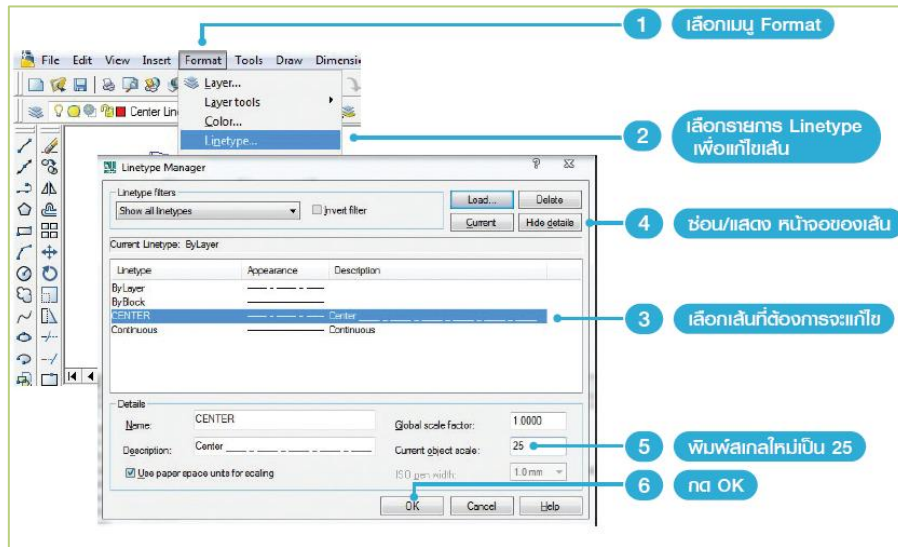 1 เลือกเมนู Format
File Edit View Insert Format Tools Draw
Layer...
Layer tools
Color...
Linetype...
Center
2 เลือกรายการ Linetype
เพื่อแก้ไขเส้น
Linetype Manager
Linetype filters
Show all linetypes
Invert filter
Load... Delete
Current Hide details
4 ซ่อน/แสดง หน้าจอของเส้น
Current Linetype: ByLayer
Linetype Appearance Description
ByLayer
ByBlock
CENTER Center
Continuous Continuous
3 เลือกเส้นที่ต้องการจะแก้ไข
Details
Name: CENTER
Global scale factor: 1.0000
Description: Center
Current object scale: 25
5 พิมพ์สเกลใหม่เป็น 25
Use paper space units for scaling
ISO pen width: 1.0 mm
6 กด OK
OK Cancel Help